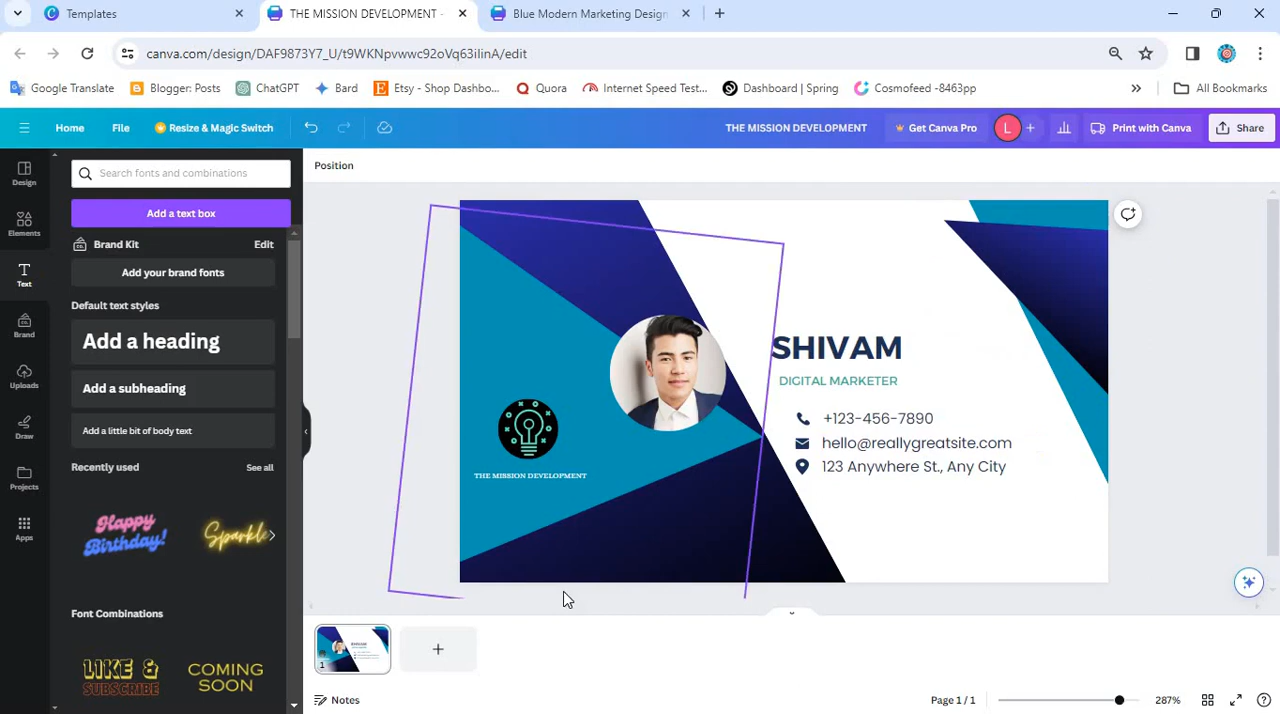 Templates
THE MISSION DEVELOPMENT -
Blue Modern Marketing Design
canva.com/design/DAF9873Y7_U/t9WKNpvwwc92oVq63iIinA/edit
Google Translate
Blogger: Posts
ChatGPT
Bard
Etsy - Shop Dashbo...
Quora
Internet Speed Test...
Dashboard | Spring
Cosmofeed -8463pp
All Bookmarks
Home
File
Resize & Magic Switch
THE MISSION DEVELOPMENT
Get Canva Pro
L
Print with Canva
Share
Design
Elements
Text
Brand
Uploads
Draw
Projects
Apps
Search fonts and combinations
Add a text box
Brand Kit
Edit
Add your brand fonts
Default text styles
Add a heading
Add a subheading
Add a little bit of body text
Recently used
See all
Happy
Birthday!
Sparkle
Font Combinations
LIKE &
SUBSCRIBE
COMING
SOON
Position
THE MISSION DEVELOPMENT
SHIVAM
DIGITAL MARKETER
+123-456-7890
hello@reallygreatsite.com
123 Anywhere St., Any City
1
Notes
Page 1 / 1
287%